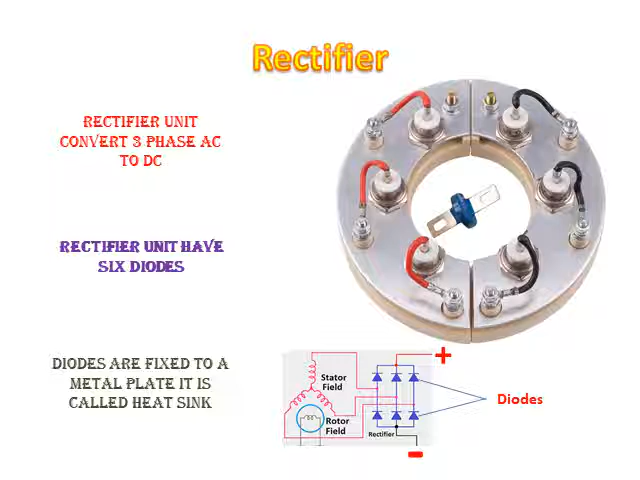 Rectifier
RECTIFIER UNIT
CONVERT 3 PHASE AC
TO DC
RECTIFIER UNIT HAVE
SIX DIODES
DIODES ARE FIXED TO A
METAL PLATE IT IS
CALLED HEAT SINK
+
Stator
Field
Diodes
Rotor
Field
Rectifier
-